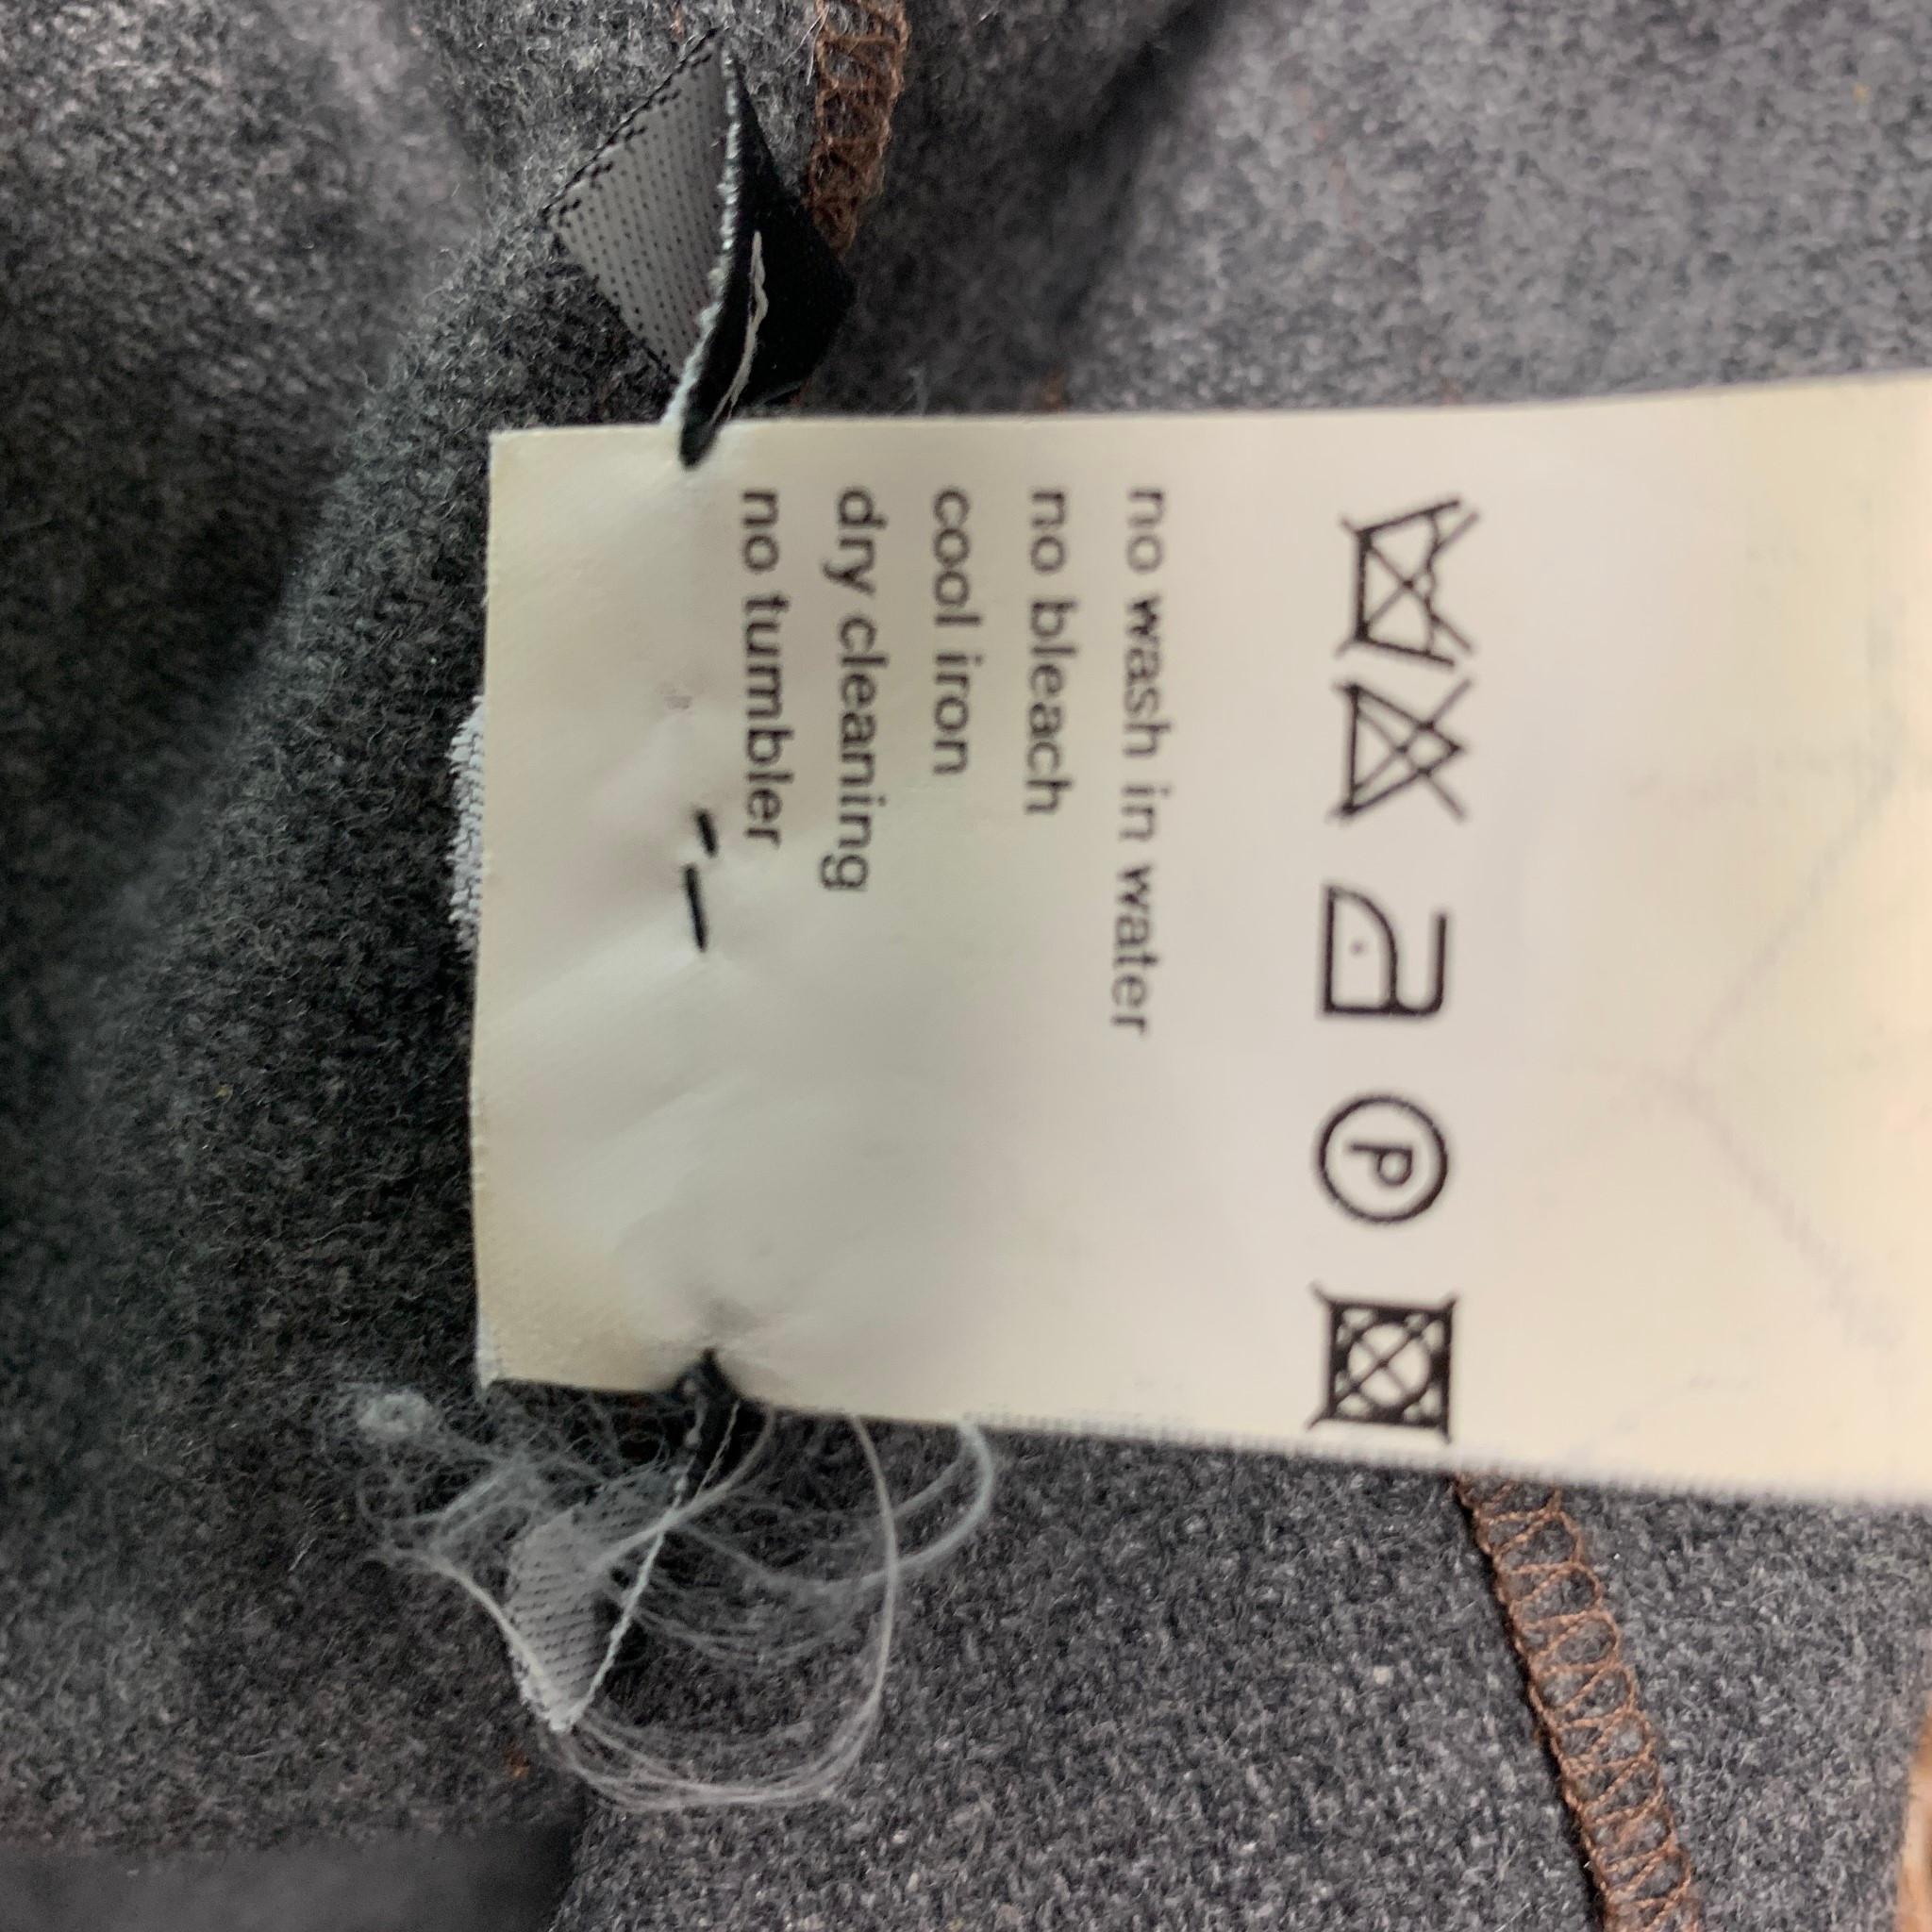 P
no wash in water
no bleach
cool iron
dry cleaning
no tumbler